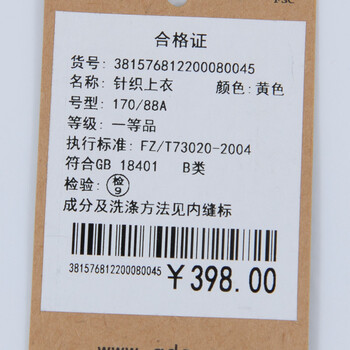 合格证
货号: 381576812200080045
名称: 针织上衣 颜色: 黄色
号型: 170/88A
等级: 一等品
执行标准: FZ/T73020-2004
符合GB 18401 B类
检验: 检9
成分及洗涤方法见内缝标
381576812200080045
¥398.00